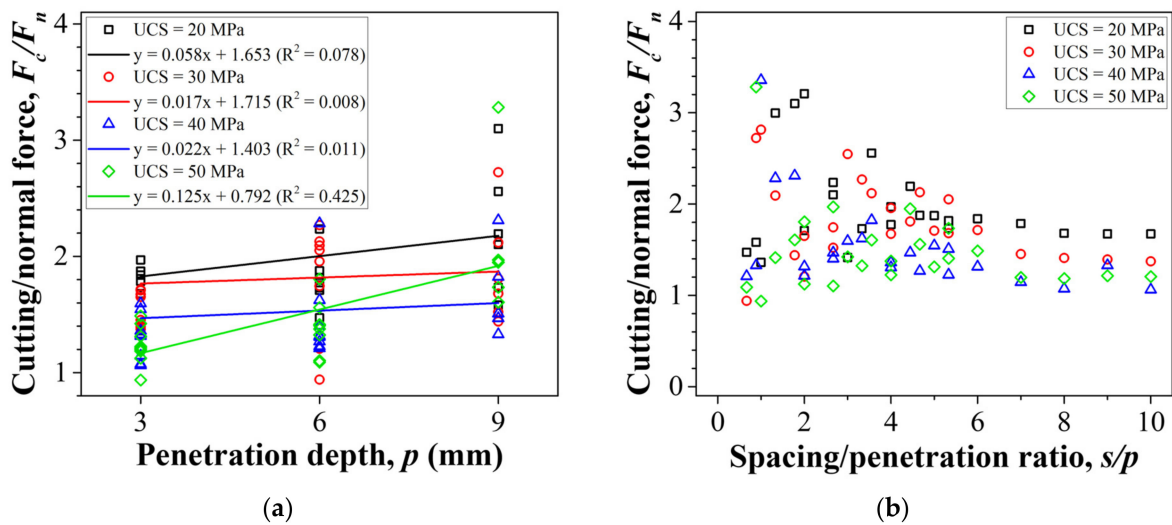 Cutting/normal force, Fc/Fn
4
3
2
1
UCS = 20 MPa
y = 0.058x + 1.653 (R² = 0.078)
UCS = 30 MPa
y = 0.017x + 1.715 (R² = 0.008)
UCS = 40 MPa
y = 0.022x + 1.403 (R² = 0.011)
UCS = 50 MPa
y = 0.125x + 0.792 (R² = 0.425)
3 6 9
Penetration depth, p (mm)
(a)
Cutting/normal force, Fc/Fn
4
3
2
1
0
UCS = 20 MPa
UCS = 30 MPa
UCS = 40 MPa
UCS = 50 MPa
0 2 4 6 8 10
Spacing/penetration ratio, s/p
(b)